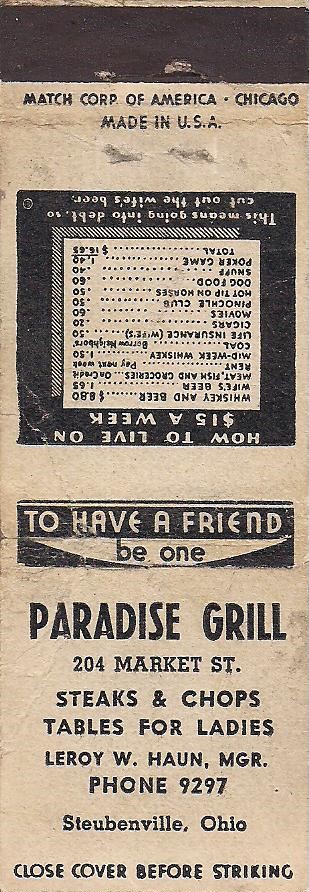 MATCH CORP. OF AMERICA · CHICAGO
MADE IN U.S.A.
HOW TO LIVE ON
$15 A WEEK
WHISKEY AND BEER ........ $8.80
WIFE'S BEER ........ 1.65
MEAT, FISH AND GROCERIES... On Credit
RENT ........ Pay next week
MID-WEEK WHISKEY ........ 1.50
COAL ........ Borrow Neighbors
LIFE INSURANCE (WIFE'S) ........ .50
CIGARS ........ .20
MOVIES ........ .60
PINOCHLE CLUB ........ .50
HOT TIP ON HORSES ........ .50
DOG FOOD ........ .60
SNUFF ........ .40
POKER GAME ........ 1.40
TOTAL ........ $16.65
This means going into debt, so
cut out the wife's beer.
TO HAVE A FRIEND
be one
PARADISE GRILL
204 MARKET ST.
STEAKS & CHOPS
TABLES FOR LADIES
LEROY W. HAUN, MGR.
PHONE 9297
Steubenville, Ohio
CLOSE COVER BEFORE STRIKING